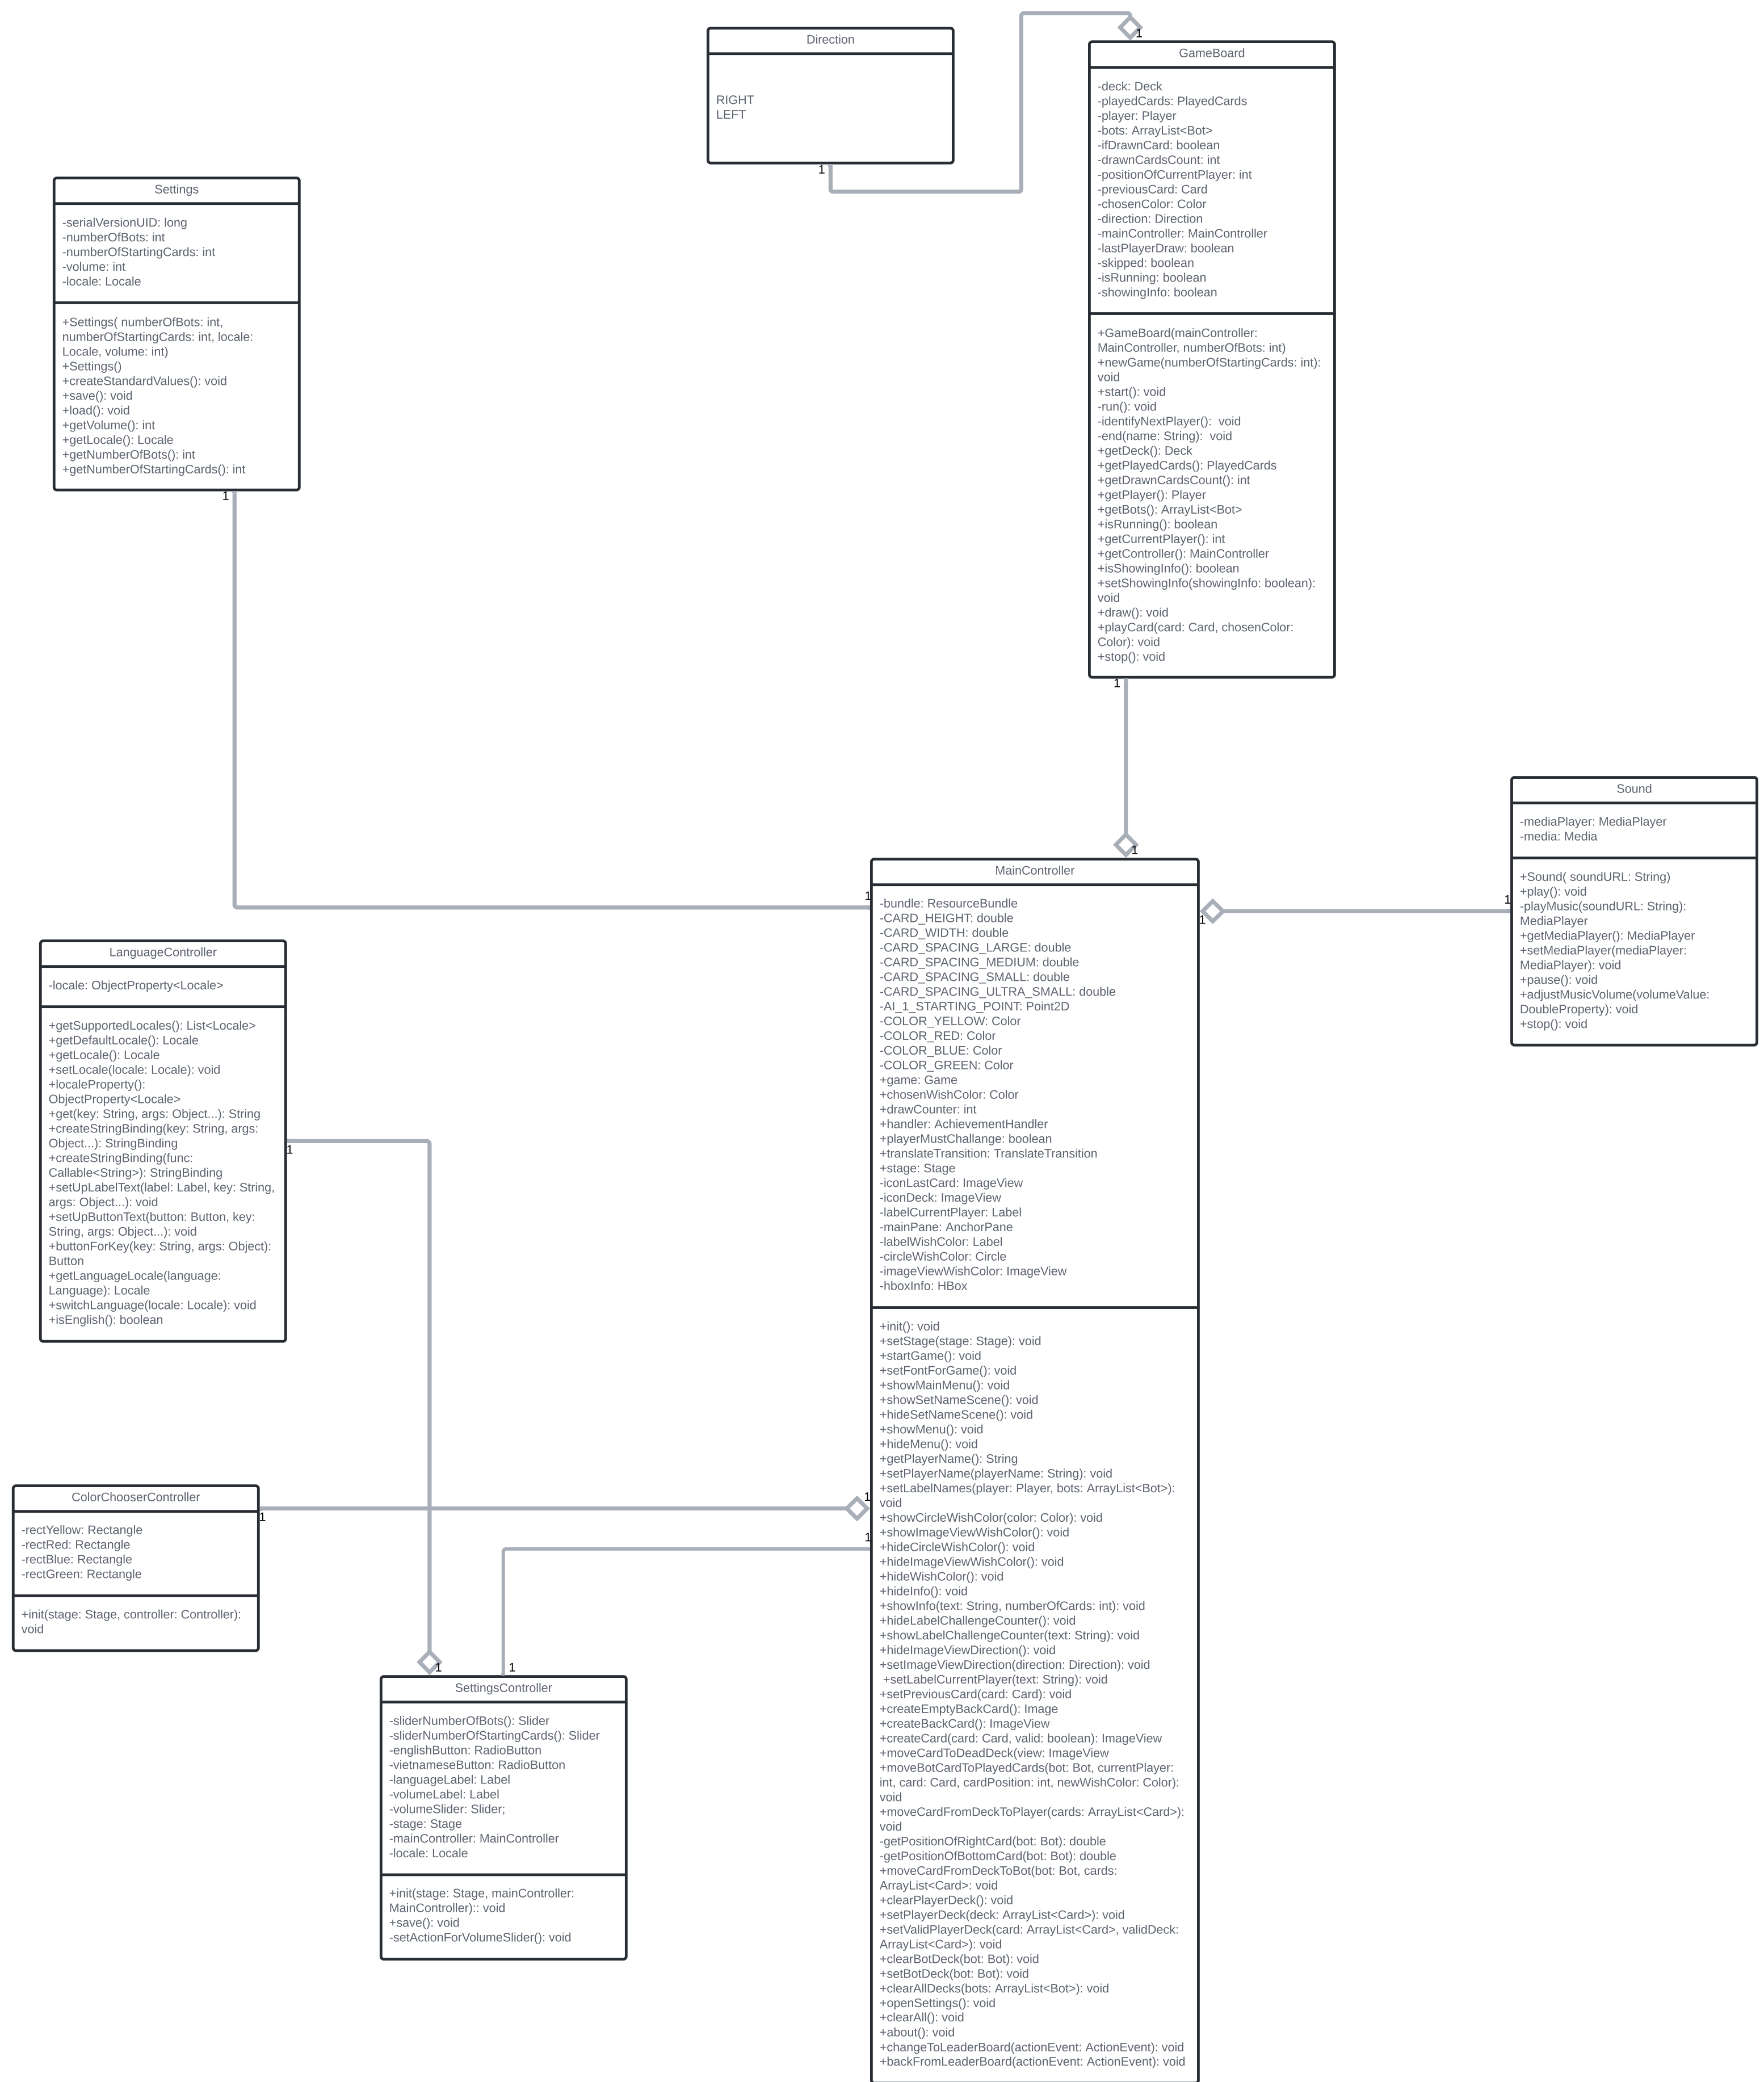 Direction
RIGHT
LEFT
1
1
GameBoard
-deck: Deck
-playedCards: PlayedCards
-player: Player
-bots: ArrayList<Bot>
-ifDrawnCard: boolean
-drawnCardsCount: int
-positionOfCurrentPlayer: int
-previousCard: Card
-chosenColor: Color
-direction: Direction
-mainController: MainController
-lastPlayerDraw: boolean
-skipped: boolean
-isRunning: boolean
-showingInfo: boolean
+GameBoard(mainController:
MainController, numberOfBots: int)
+newGame(numberOfStartingCards: int):
void
+start(): void
-run(): void
-identifyNextPlayer():  void
-end(name: String):  void
+getDeck(): Deck
+getPlayedCards(): PlayedCards
+getDrawnCardsCount(): int
+getPlayer(): Player
+getBots(): ArrayList<Bot>
+isRunning(): boolean
+getCurrentPlayer(): int
+getController(): MainController
+isShowingInfo(): boolean
+setShowingInfo(showingInfo: boolean):
void
+draw(): void
+playCard(card: Card, chosenColor:
Color): void
+stop(): void
1
1
Settings
-serialVersionUID: long
-numberOfBots: int
-numberOfStartingCards: int
-volume: int
-locale: Locale
+Settings( numberOfBots: int,
numberOfStartingCards: int, locale:
Locale, volume: int)
+Settings()
+createStandardValues(): void
+save(): void
+load(): void
+getVolume(): int
+getLocale(): Locale
+getNumberOfBots(): int
+getNumberOfStartingCards(): int
1
1
Sound
-mediaPlayer: MediaPlayer
-media: Media
+Sound( soundURL: String)
+play(): void
-playMusic(soundURL: String):
MediaPlayer
+getMediaPlayer(): MediaPlayer
+setMediaPlayer(mediaPlayer:
MediaPlayer): void
+pause(): void
+adjustMusicVolume(volumeValue:
DoubleProperty): void
+stop(): void
1
1
LanguageController
-locale: ObjectProperty<Locale>
+getSupportedLocales(): List<Locale>
+getDefaultLocale(): Locale
+getLocale(): Locale
+setLocale(locale: Locale): void
+localeProperty():
ObjectProperty<Locale>
+get(key: String, args: Object...): String
+createStringBinding(key: String, args:
Object...): StringBinding
+createStringBinding(func:
Callable<String>): StringBinding
+setUpLabelText(label: Label, key: String,
args: Object...): void
+setUpButtonText(button: Button, key:
String, args: Object...): void
+buttonForKey(key: String, args: Object):
Button
+getLanguageLocale(language:
Language): Locale
+switchLanguage(locale: Locale): void
+isEnglish(): boolean
1
1
ColorChooserController
-rectYellow: Rectangle
-rectRed: Rectangle
-rectBlue: Rectangle
-rectGreen: Rectangle
+init(stage: Stage, controller: Controller):
void
1
1
SettingsController
-sliderNumberOfBots(): Slider
-sliderNumberOfStartingCards(): Slider
-englishButton: RadioButton
-vietnameseButton: RadioButton
-languageLabel: Label
-volumeLabel: Label
-volumeSlider: Slider;
-stage: Stage
-mainController: MainController
-locale: Locale
+init(stage: Stage, mainController:
MainController):: void
+save(): void
-setActionForVolumeSlider(): void
1
1
MainController
-bundle: ResourceBundle
-CARD_HEIGHT: double
-CARD_WIDTH: double
-CARD_SPACING_LARGE: double
-CARD_SPACING_MEDIUM: double
-CARD_SPACING_SMALL: double
-CARD_SPACING_ULTRA_SMALL: double
-AI_1_STARTING_POINT: Point2D
-COLOR_YELLOW: Color
-COLOR_RED: Color
-COLOR_BLUE: Color
-COLOR_GREEN: Color
+game: Game
+chosenWishColor: Color
+drawCounter: int
+handler: AchievementHandler
+playerMustChallange: boolean
+translateTransition: TranslateTransition
+stage: Stage
-iconLastCard: ImageView
-iconDeck: ImageView
-labelCurrentPlayer: Label
-mainPane: AnchorPane
-labelWishColor: Label
-circleWishColor: Circle
-imageViewWishColor: ImageView
-hboxInfo: HBox
+init(): void
+setStage(stage: Stage): void
+startGame(): void
+setFontForGame(): void
+showMainMenu(): void
+showSetNameScene(): void
+hideSetNameScene(): void
+showMenu(): void
+hideMenu(): void
+getPlayerName(): String
+setPlayerName(playerName: String): void
+setLabelNames(player: Player, bots: ArrayList<Bot>):
void
+showCircleWishColor(color: Color): void
+showImageViewWishColor(): void
+hideCircleWishColor(): void
+hideImageViewWishColor(): void
+hideWishColor(): void
+hideInfo(): void
+showInfo(text: String, numberOfCards: int): void
+hideLabelChallengeCounter(): void
+showLabelChallengeCounter(text: String): void
+hideImageViewDirection(): void
+setImageViewDirection(direction: Direction): void
+setLabelCurrentPlayer(text: String): void
+setPreviousCard(card: Card): void
+createEmptyBackCard(): Image
+createBackCard(): ImageView
+createCard(card: Card, valid: boolean): ImageView
+moveCardToDeadDeck(view: ImageView
+moveBotCardToPlayedCards(bot: Bot, currentPlayer:
int, card: Card, cardPosition: int, newWishColor: Color):
void
+moveCardFromDeckToPlayer(cards: ArrayList<Card>):
void
-getPositionOfRightCard(bot: Bot): double
-getPositionOfBottomCard(bot: Bot): double
+moveCardFromDeckToBot(bot: Bot, cards:
ArrayList<Card>: void
+clearPlayerDeck(): void
+setPlayerDeck(deck: ArrayList<Card>): void
+setValidPlayerDeck(card: ArrayList<Card>, validDeck:
ArrayList<Card>): void
+clearBotDeck(bot: Bot): void
+setBotDeck(bot: Bot): void
+clearAllDecks(bots: ArrayList<Bot>): void
+openSettings(): void
+clearAll(): void
+about(): void
+changeToLeaderBoard(actionEvent: ActionEvent): void
+backFromLeaderBoard(actionEvent: ActionEvent): void